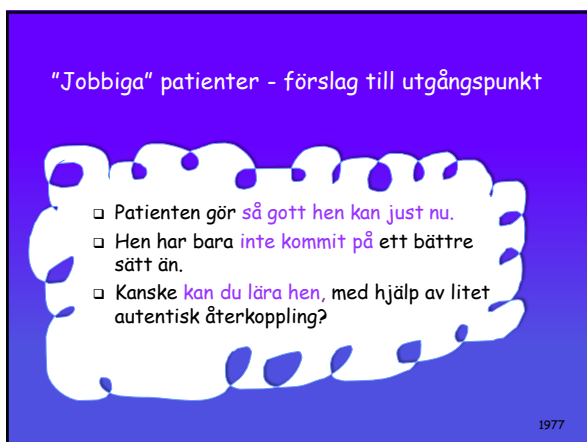 ”Jobbiga” patienter - förslag till utgångspunkt
❑ Patienten gör så gott hen kan just nu.
❑ Hen har bara inte kommit på ett bättre
sätt än.
❑ Kanske kan du lära hen, med hjälp av litet
autentisk återkoppling?
1977